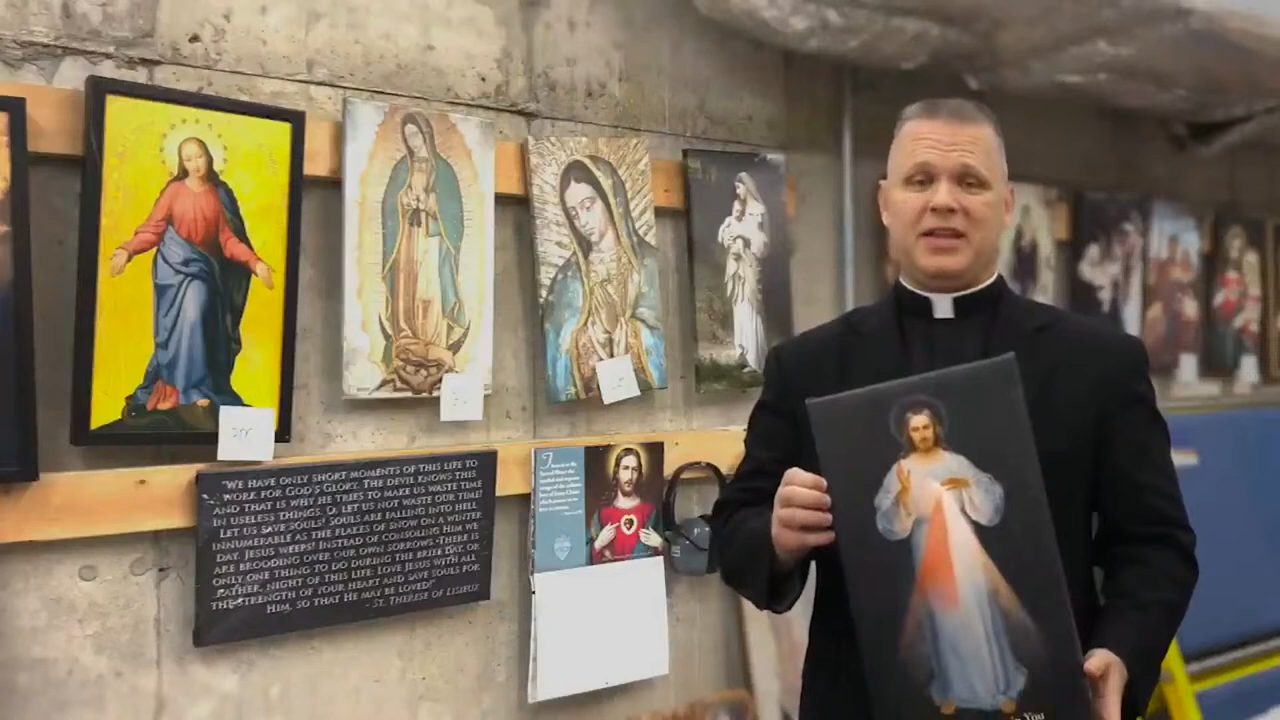 "WE HAVE ONLY SHORT MOMENTS OF THIS LIFE TO
WORK FOR GOD'S GLORY. THE DEVIL KNOWS THIS
AND THAT IS WHY HE TRIES TO MAKE US WASTE TIME
IN USELESS THINGS. O, LET US NOT WASTE OUR TIME!
LET US SAVE SOULS! SOULS ARE FALLING INTO HELL
INNUMERABLE AS THE FLAKES OF SNOW ON A WINTER
DAY. JESUS WEEPS! INSTEAD OF CONSOLING HIM WE
ARE BROODING OVER OUR OWN SORROWS. THERE IS
ONLY ONE THING TO DO DURING THE BRIEF DAY, OR
RATHER, NIGHT OF THIS LIFE: LOVE JESUS WITH ALL
THE STRENGTH OF YOUR HEART AND SAVE SOULS FOR
HIM, SO THAT HE MAY BE LOVED!"
- ST. THERESE OF LISIEUX
in You